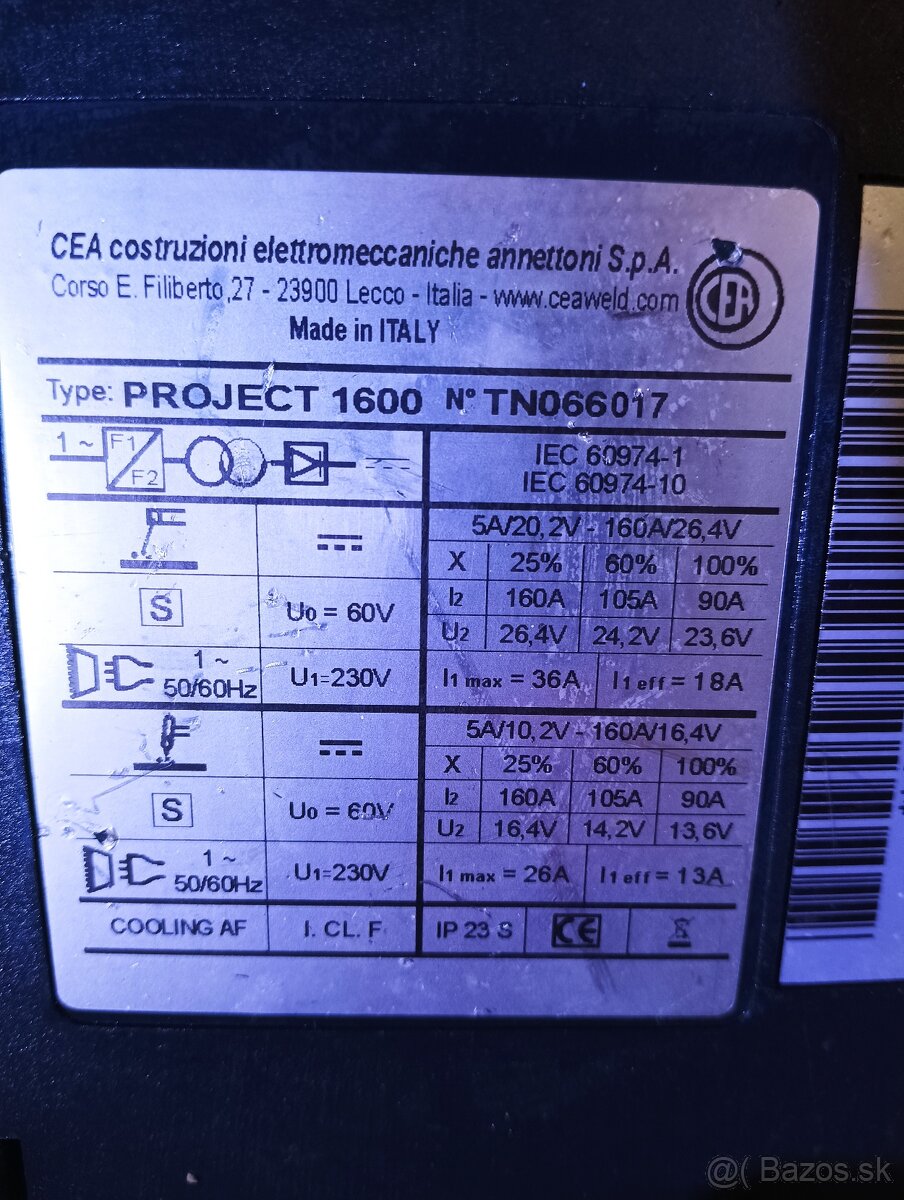 CEA costruzioni elettromeccaniche annettoni S.p.A.
Corso E. Filiberto,27 - 23900 Lecco - Italia - www.ceaweld.com
CEA
Made in ITALY
Type: PROJECT 1600 N° TN066017
1 ~ F1 F2
IEC 60974-1
IEC 60974-10
5A/20,2V - 160A/26,4V
X 25% 60% 100%
S U0 = 60V I2 160A 105A 90A
U2 26,4V 24,2V 23,6V
1 ~ 50/60Hz U1=230V I1 max = 36A I1 eff = 18A
5A/10,2V - 160A/16,4V
X 25% 60% 100%
S U0 = 60V I2 160A 105A 90A
U2 16,4V 14,2V 13,6V
1 ~ 50/60Hz U1=230V I1 max = 26A I1 eff = 13A
COOLING AF I. CL. F IP 23 S CE
@( Bazos.sk